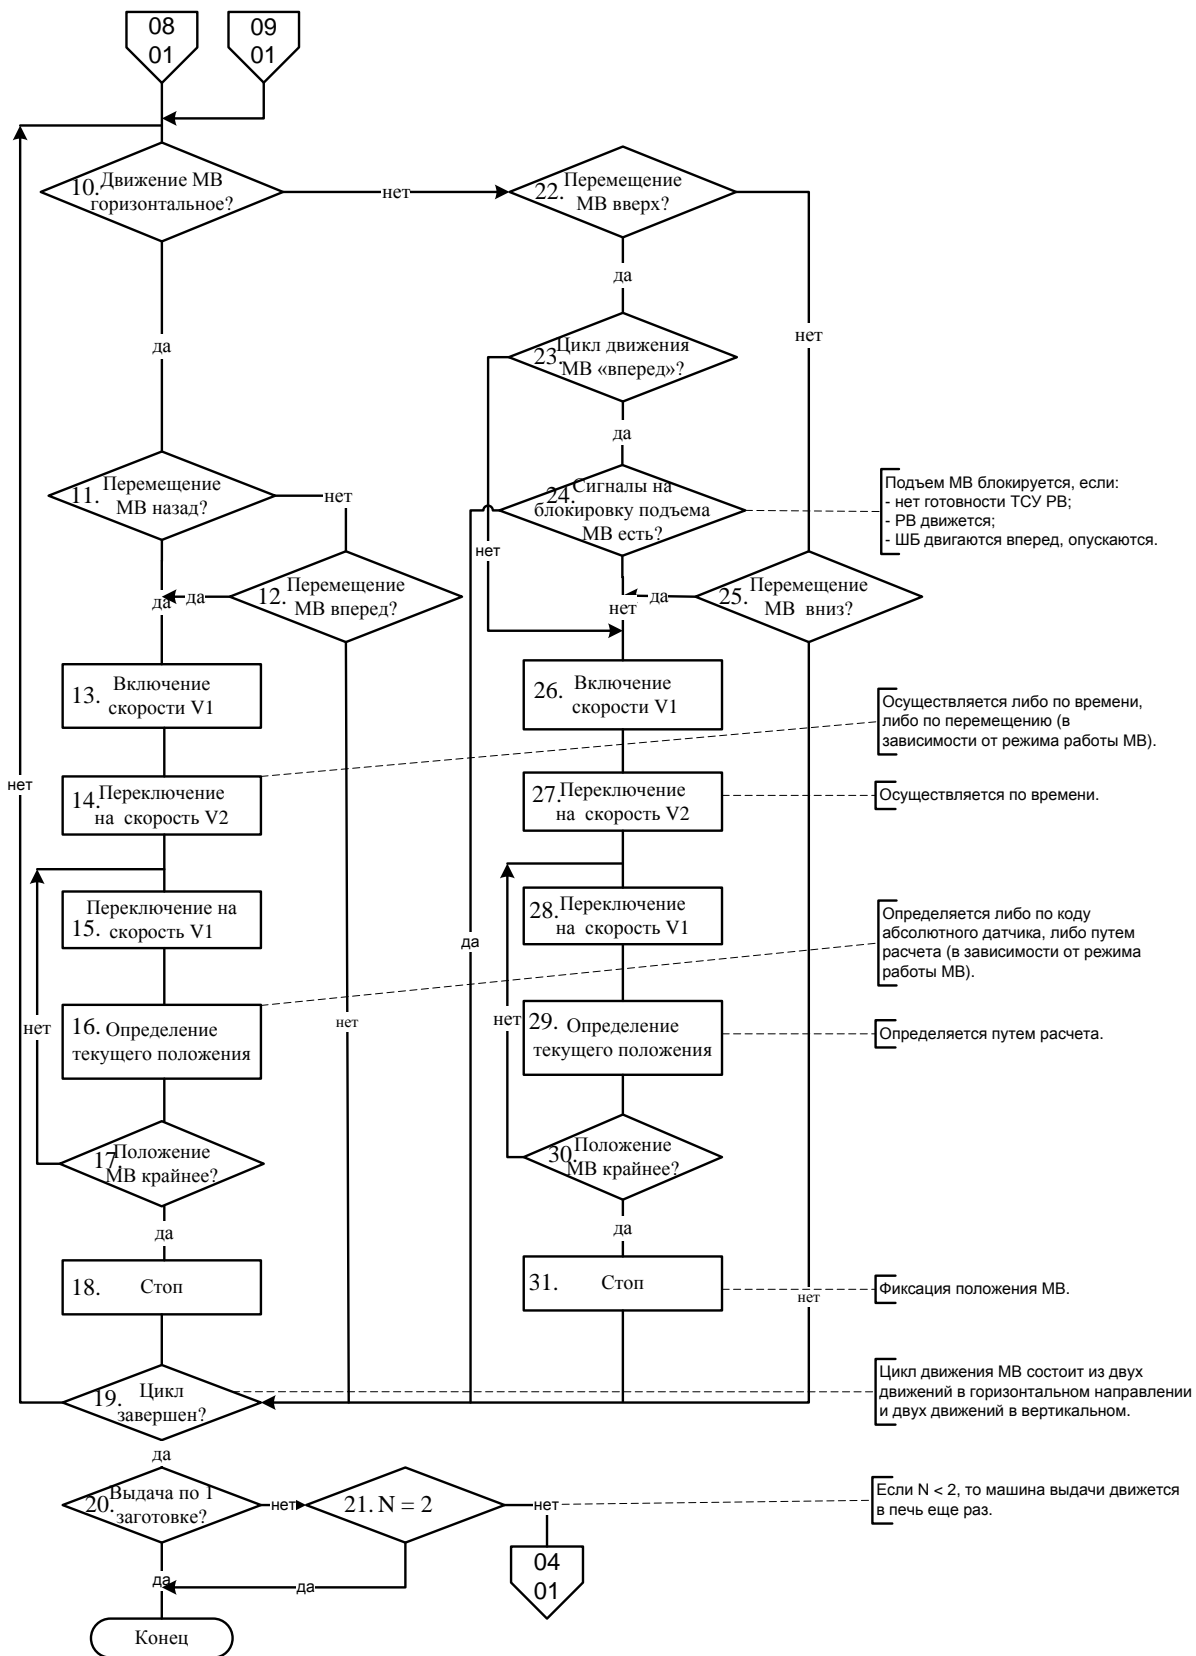 08
01
09
01
10. Движение МВ
горизонтальное?
нет
22. Перемещение
МВ вверх?
да
нет
да
23. Цикл движения
МВ «вперед»?
да
нет
11. Перемещение
МВ назад?
нет
24. Сигналы на
блокировку подъема
МВ есть?
Подъем МВ блокируется, если:
- нет готовности ТСУ РВ;
- РВ движется;
- ШБ двигаются вперед, опускаются.
да
да
12. Перемещение
МВ вперед?
нет
да
25. Перемещение
МВ вниз?
13. Включение
скорости V1
26. Включение
скорости V1
Осуществляется либо по времени,
либо по перемещению (в
зависимости от режима работы МВ).
нет
14. Переключение
на скорость V2
27. Переключение
на скорость V2
Осуществляется по времени.
15. Переключение на
скорость V1
28. Переключение
на скорость V1
да
Определяется либо по коду
абсолютного датчика, либо путем
расчета (в зависимости от режима
работы МВ).
нет
16. Определение
текущего положения
нет
нет
29. Определение
текущего положения
Определяется путем расчета.
17. Положение
МВ крайнее?
30. Положение
МВ крайнее?
да
да
18. Стоп
31. Стоп
нет
Фиксация положения МВ.
19. Цикл
завершен?
Цикл движения МВ состоит из двух
движений в горизонтальном направлении
и двух движений в вертикальном.
да
20. Выдача по 1
заготовке?
нет
21. N = 2
нет
Если N < 2, то машина выдачи движется
в печь еще раз.
04
01
да
да
Конец